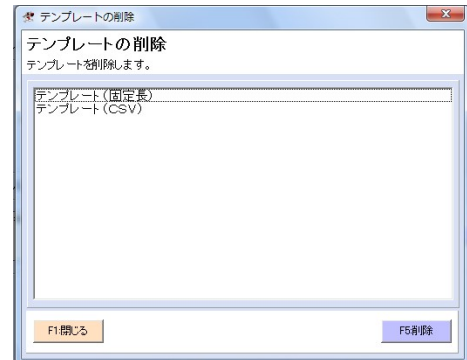 テンプレートの削除
テンプレートの削除
テンプレートを削除します。
テンプレート(固定長)
テンプレート(CSV)
F1:閉じる
F5削除